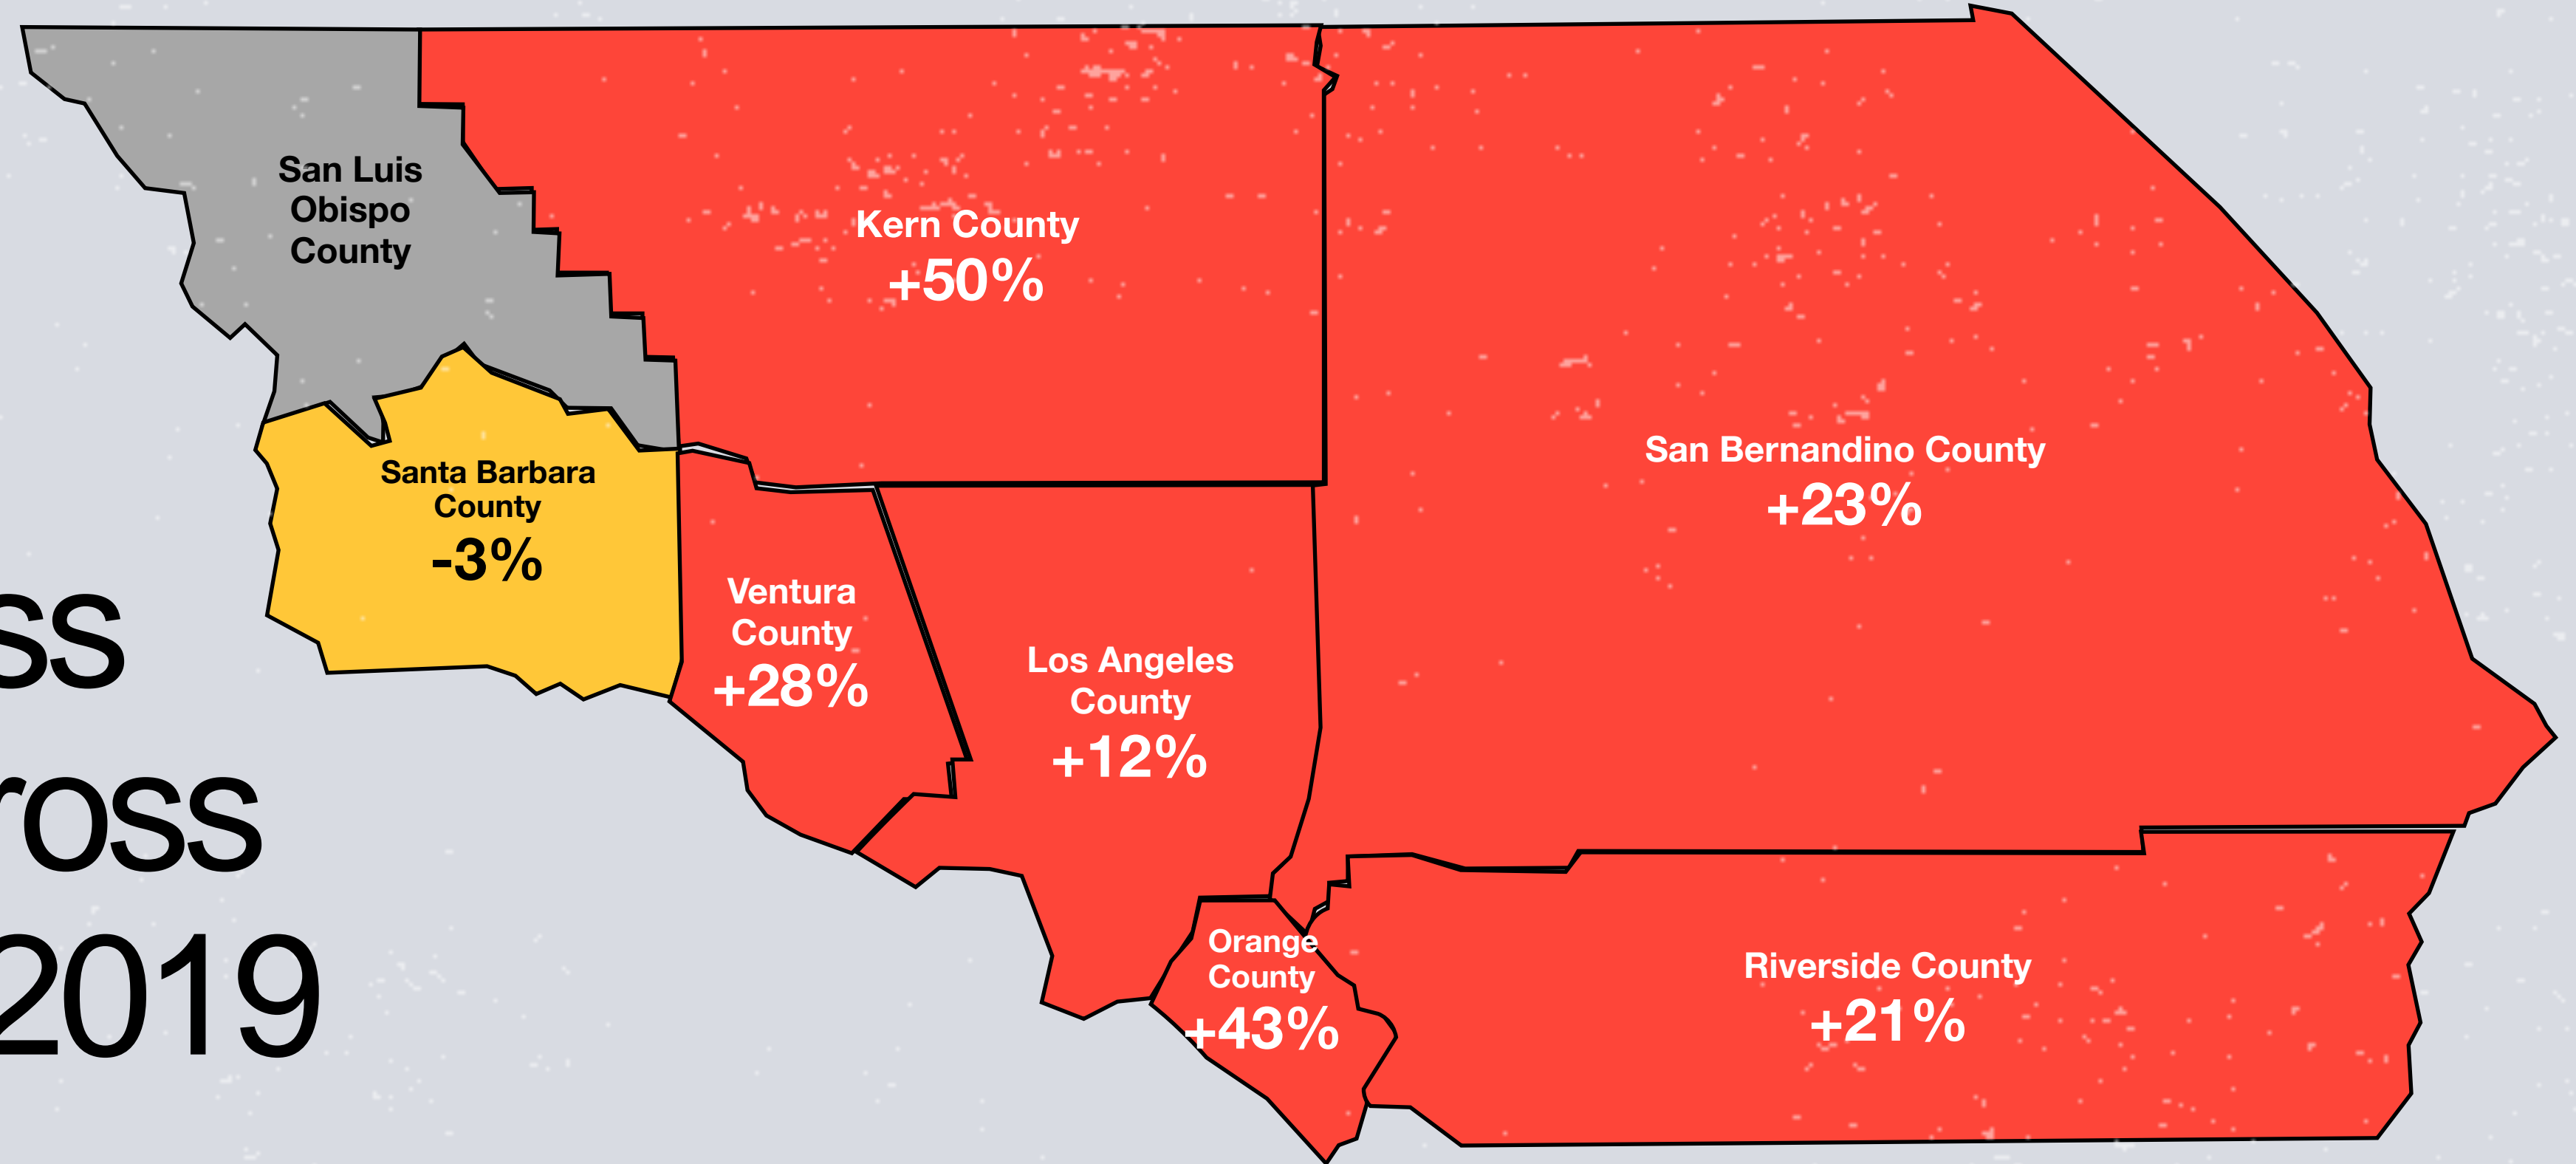 San Luis
Obispo
County
Kern County
+50%
San Bernandino County
+23%
Santa Barbara
County
-3%
Ventura
County
+28%
Los Angeles
County
+12%
Orange
County
+43%
Riverside County
+21%
ss
ross
2019